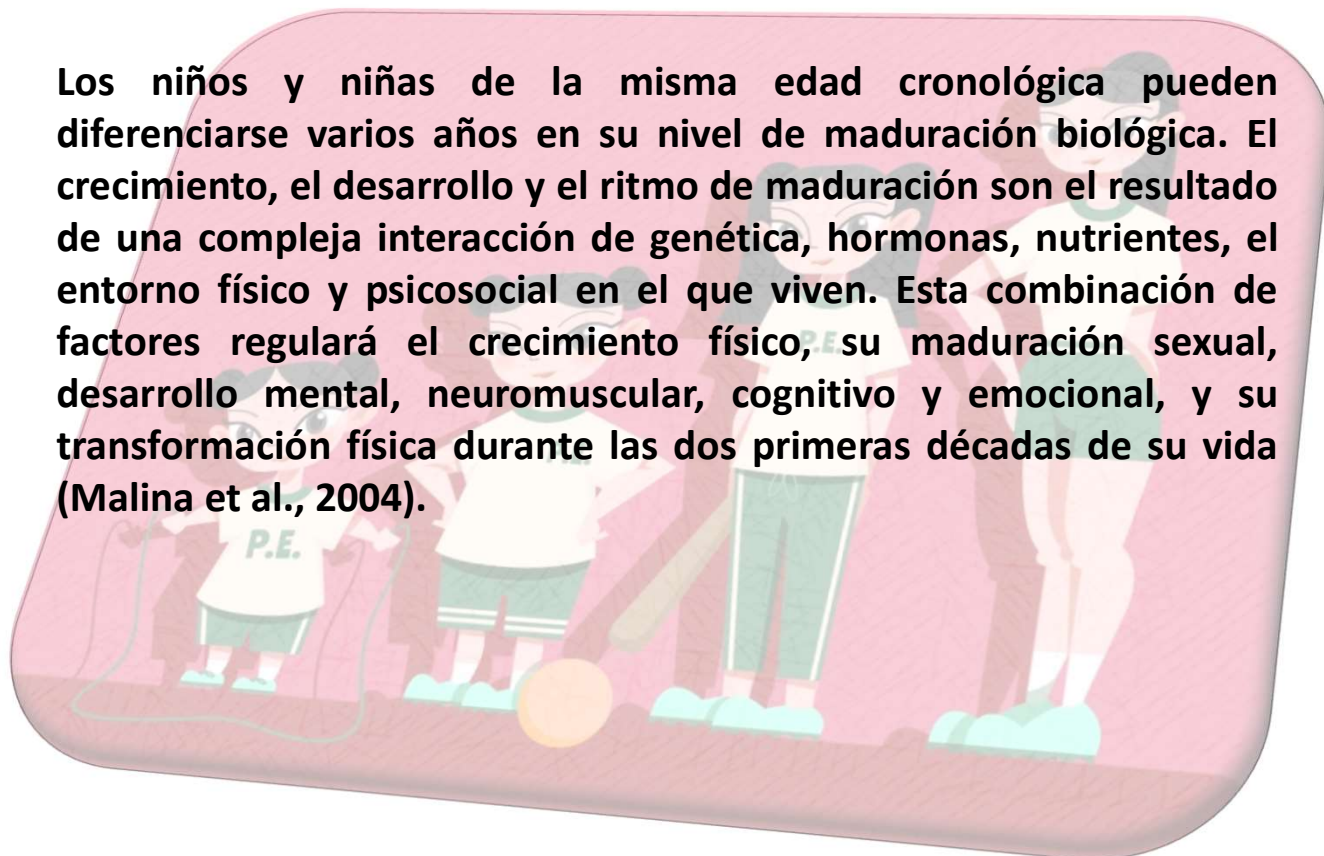 Los niños y niñas de la misma edad cronológica pueden
diferenciarse varios años en su nivel de maduración biológica. El
crecimiento, el desarrollo y el ritmo de maduración son el resultado
de una compleja interacción de genética, hormonas, nutrientes, el
entorno físico y psicosocial en el que viven. Esta combinación de
factores regulará el crecimiento físico, su maduración sexual,
desarrollo mental, neuromuscular, cognitivo y emocional, y su
transformación física durante las dos primeras décadas de su vida
(Malina et al., 2004).
P.E.
P.E.